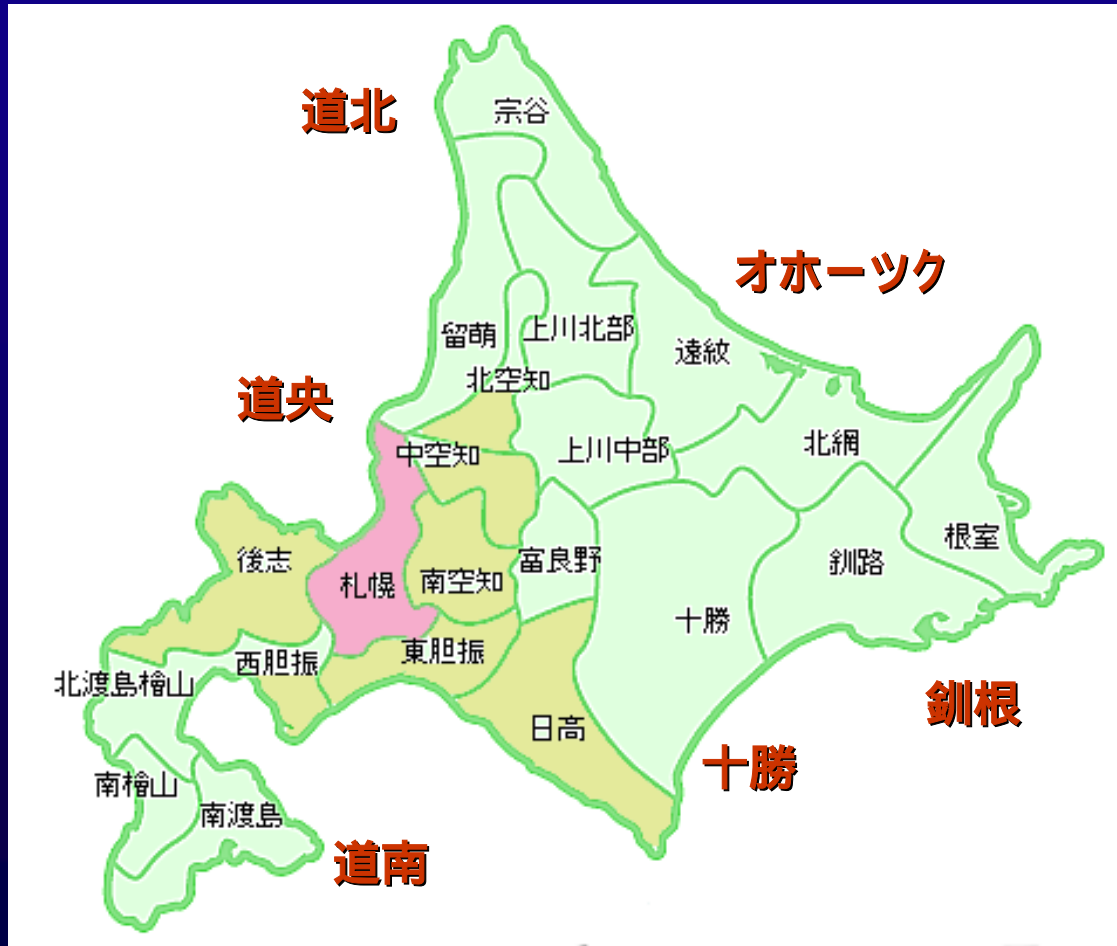 道北
宗谷
オホーツク
留萌
上川北部
遠紋
北空知
道央
中空知
上川中部
北網
後志
札幌
南空知
富良野
釧路
根室
十勝
西胆振
東胆振
北渡島檜山
日高
釧根
十勝
南檜山
南渡島
道南